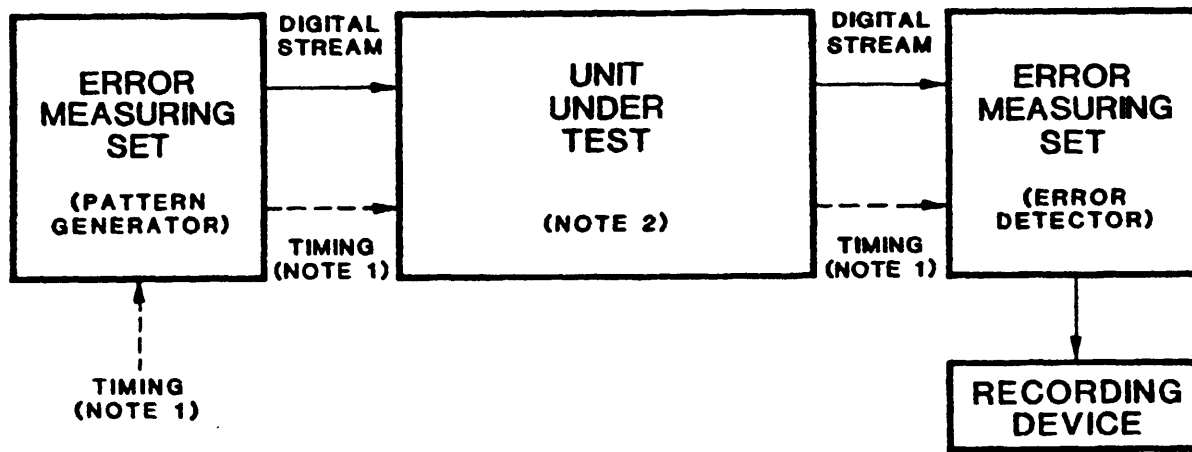 ERROR
MEASURING
SET
(PATTERN
GENERATOR)
DIGITAL
STREAM
TIMING
(NOTE 1)
TIMING
(NOTE 1)
UNIT
UNDER
TEST
(NOTE 2)
DIGITAL
STREAM
TIMING
(NOTE 1)
ERROR
MEASURING
SET
(ERROR
DETECTOR)
RECORDING
DEVICE